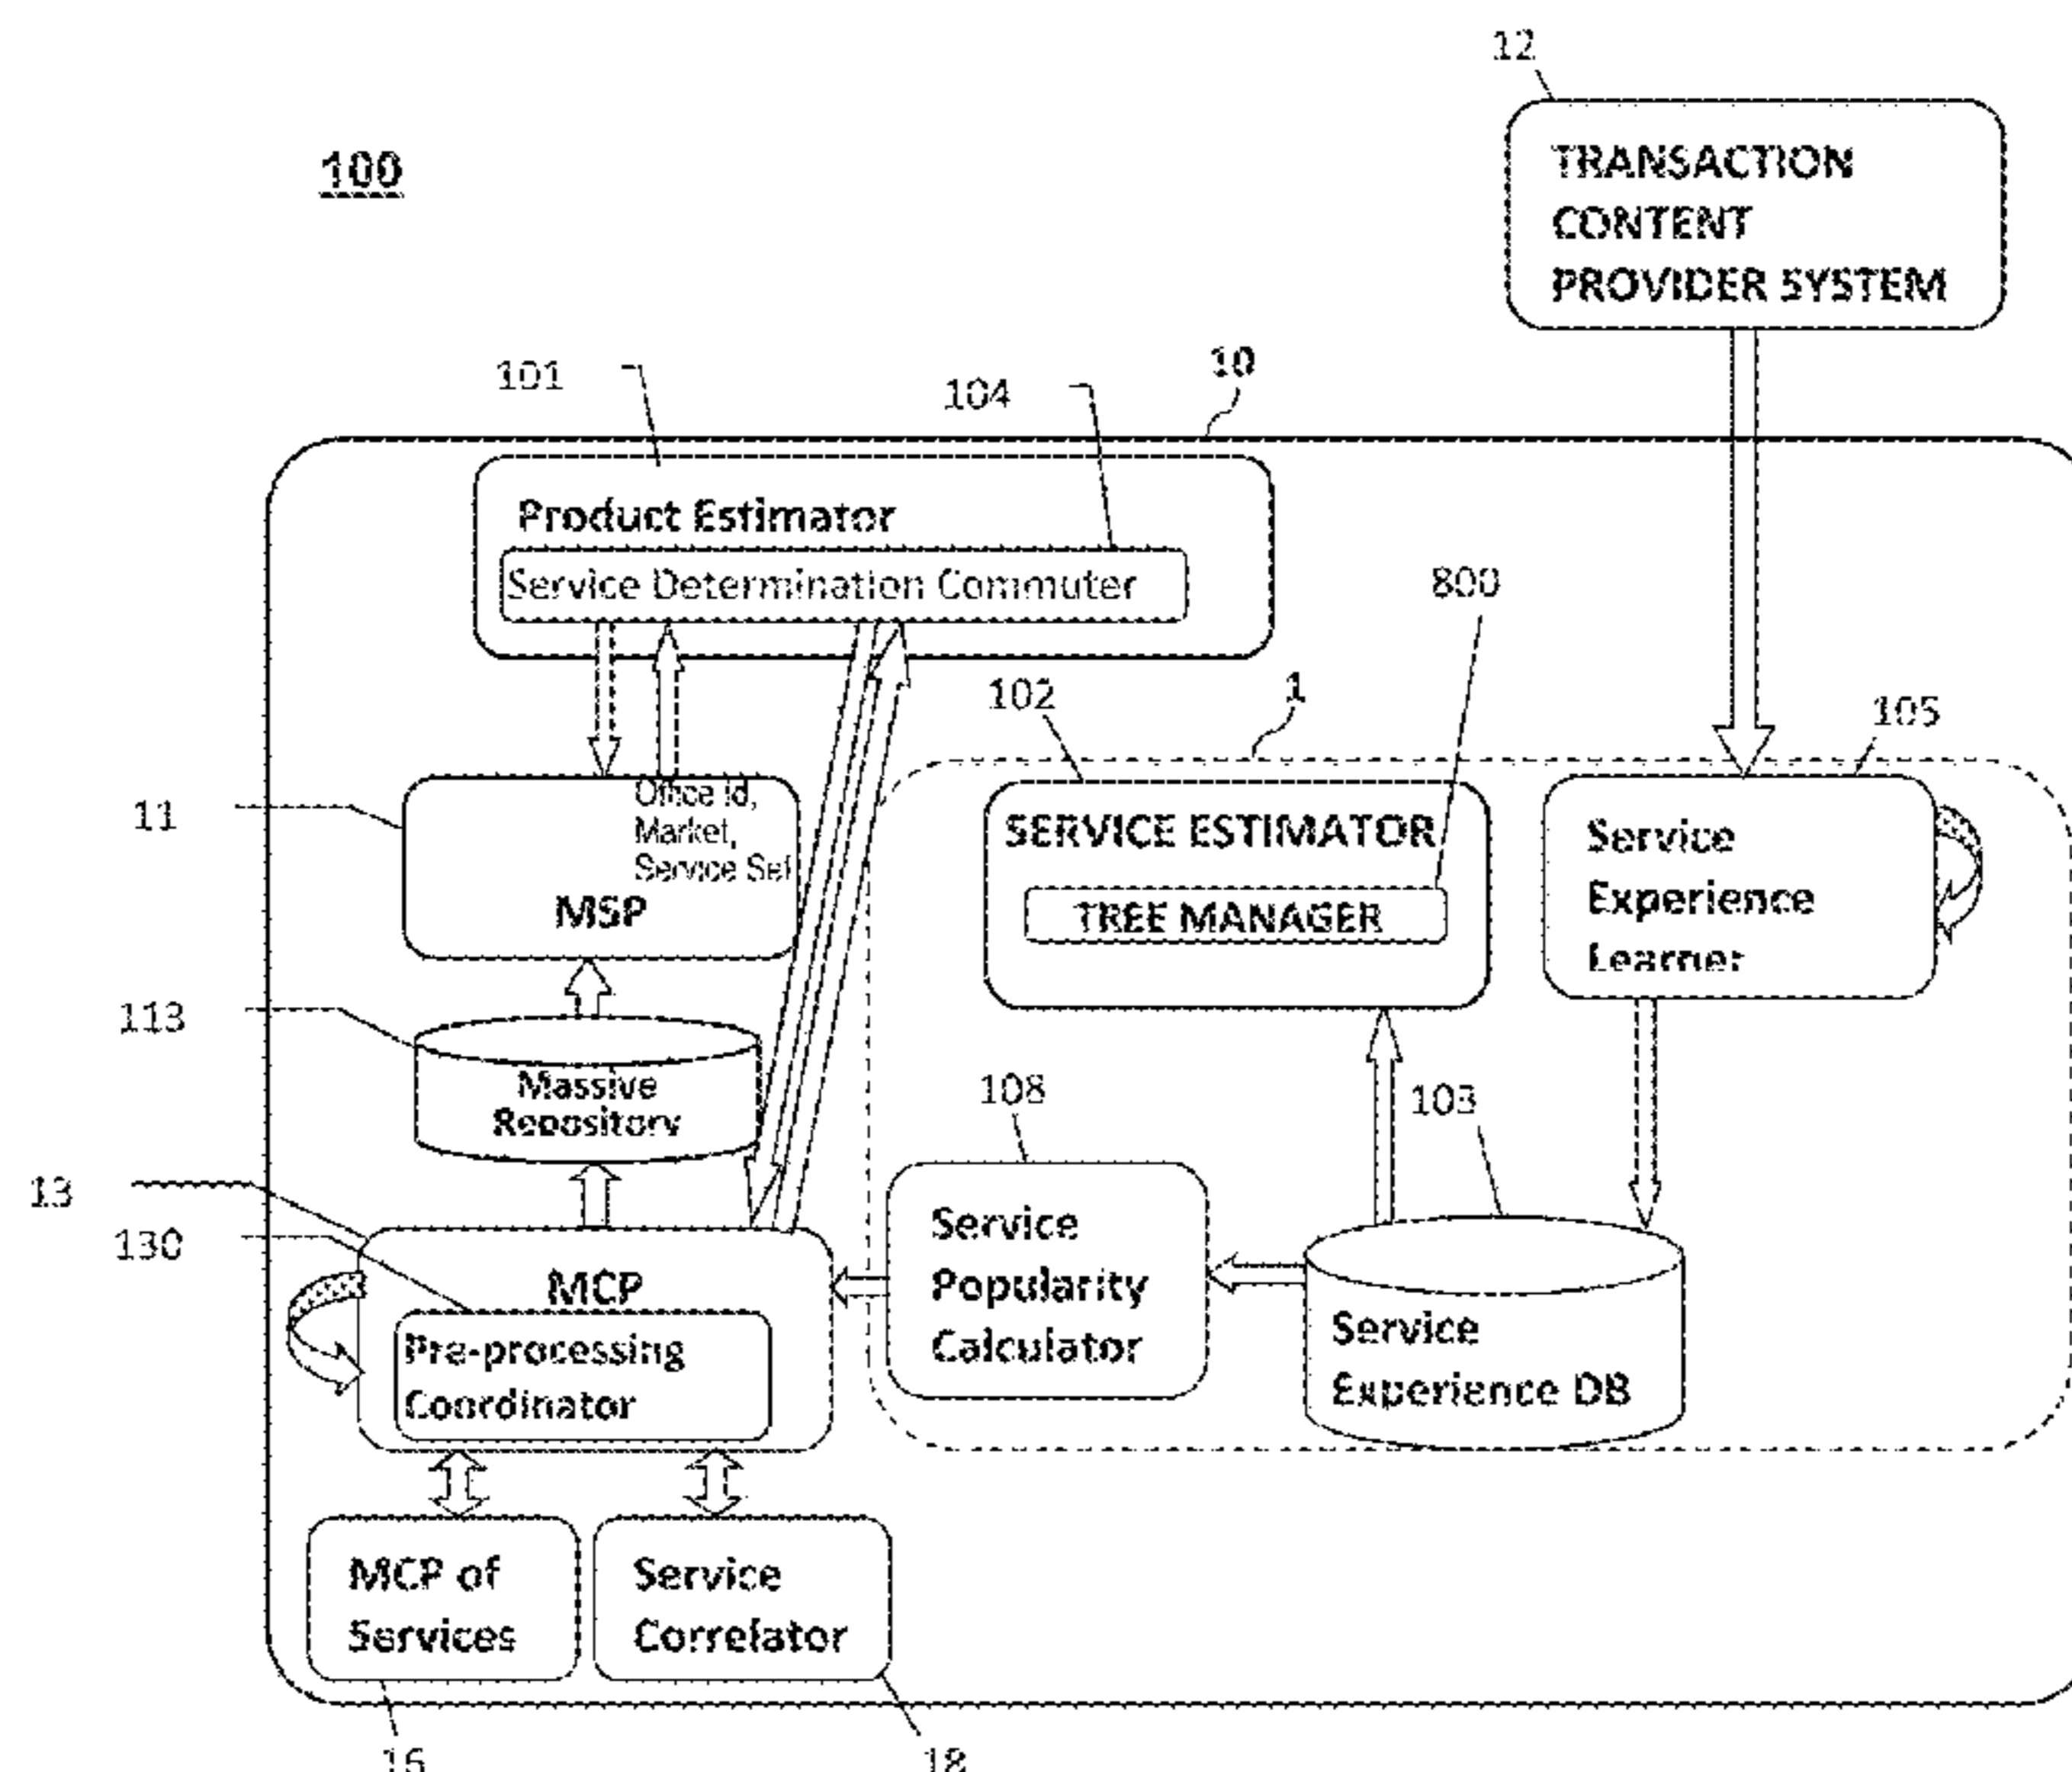 12
TRANSACTION
CONTENT
PROVIDER SYSTEM
100
10
101
104
Product Estimator
Service Determination Commuter
800
102
1
105
11
Office Id,
Market,
Service Set
MSP
SERVICE ESTIMATOR
TREE MANAGER
Service
Experience
Learner
113
Massive
Repository
108
103
13
130
MCP
Pre-processing
Coordinator
Service
Popularity
Calculator
Service
Experience DB
MCP of
Services
Service
Correlator
16
18